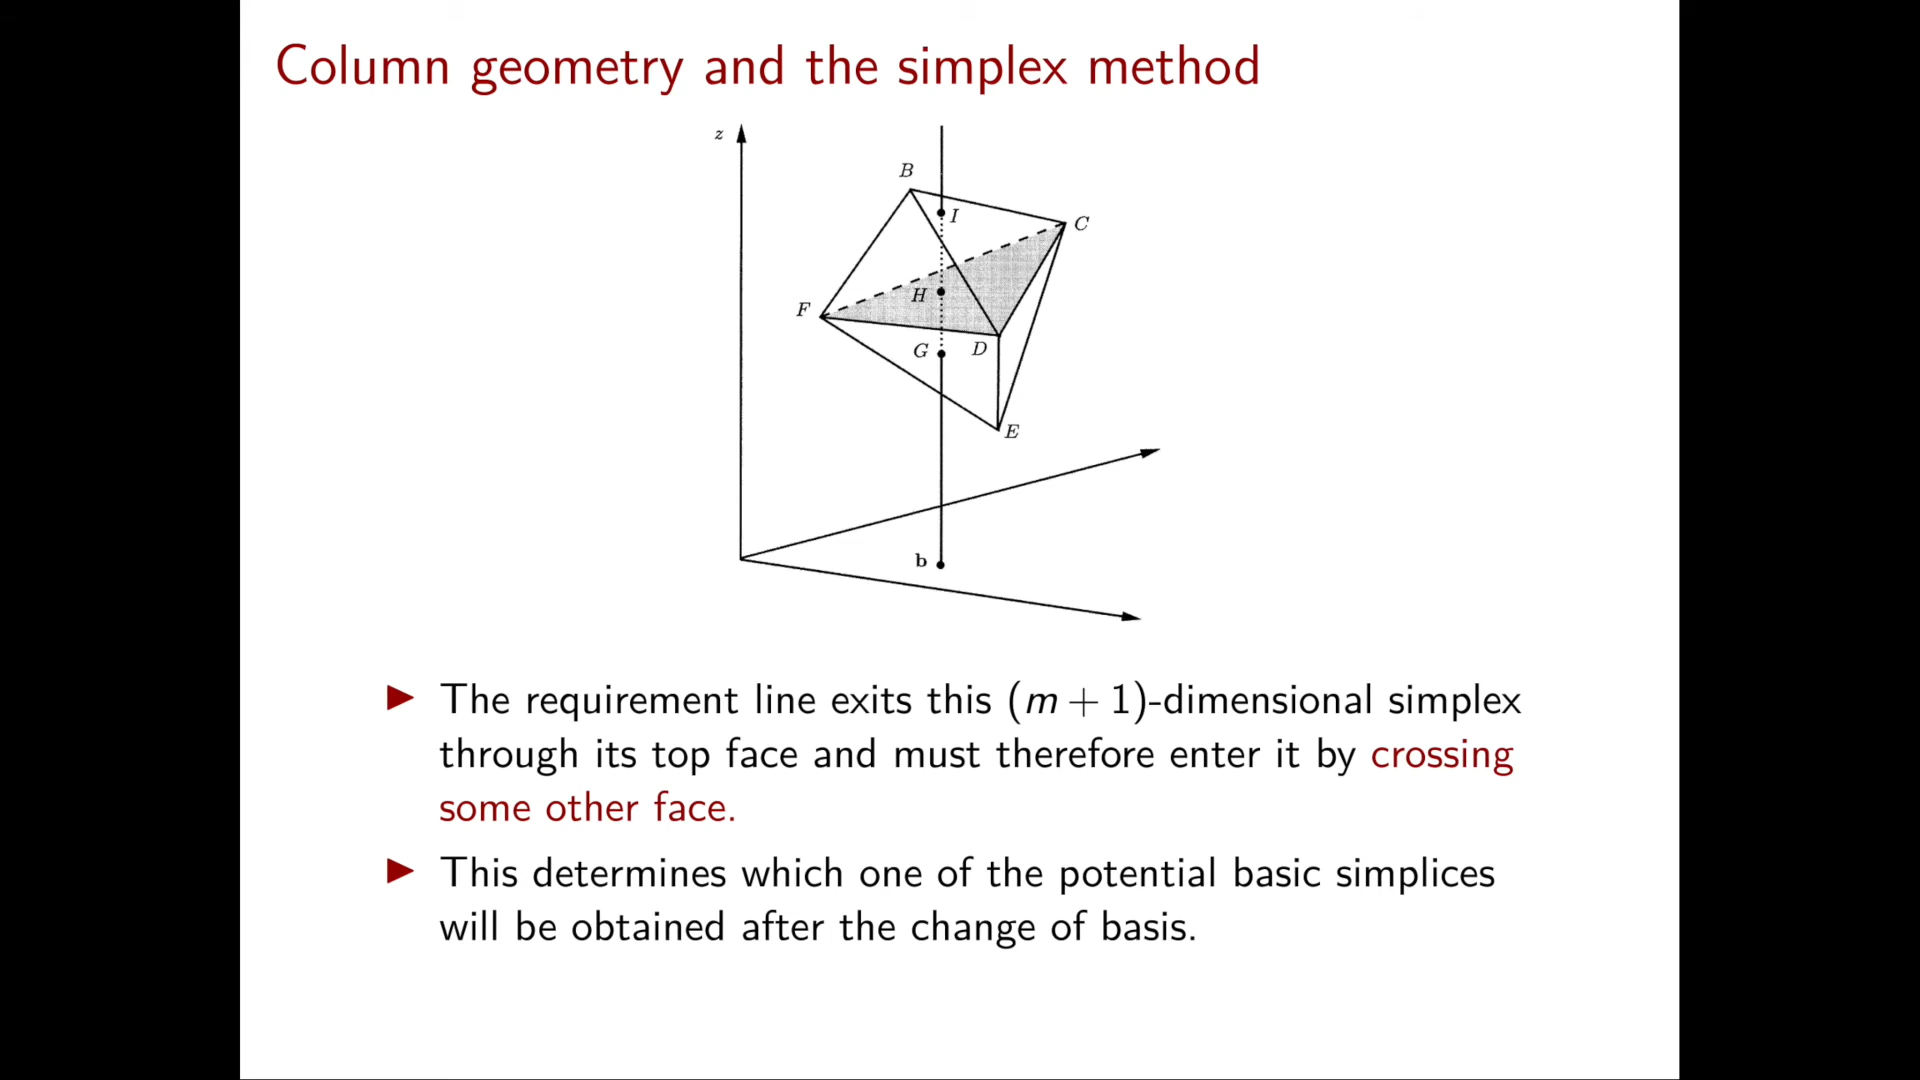 Column geometry and the simplex method
z
B
I
C
H
F
G
D
E
b
The requirement line exits this (m + 1)-dimensional simplex
through its top face and must therefore enter it by crossing
some other face.
This determines which one of the potential basic simplices
will be obtained after the change of basis.